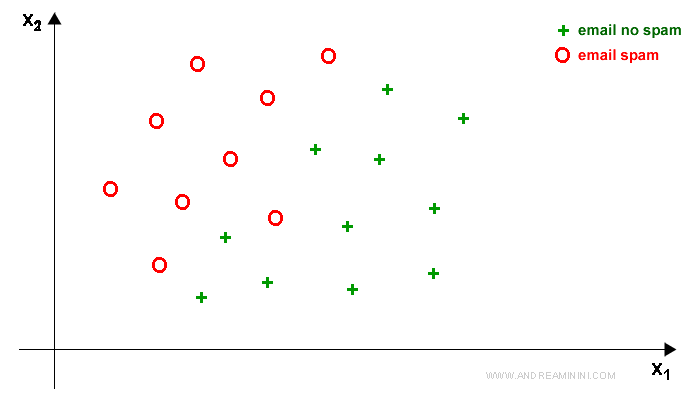 x₂
email no spam
email spam
WWW.ANDREAMININI.COM
x₁